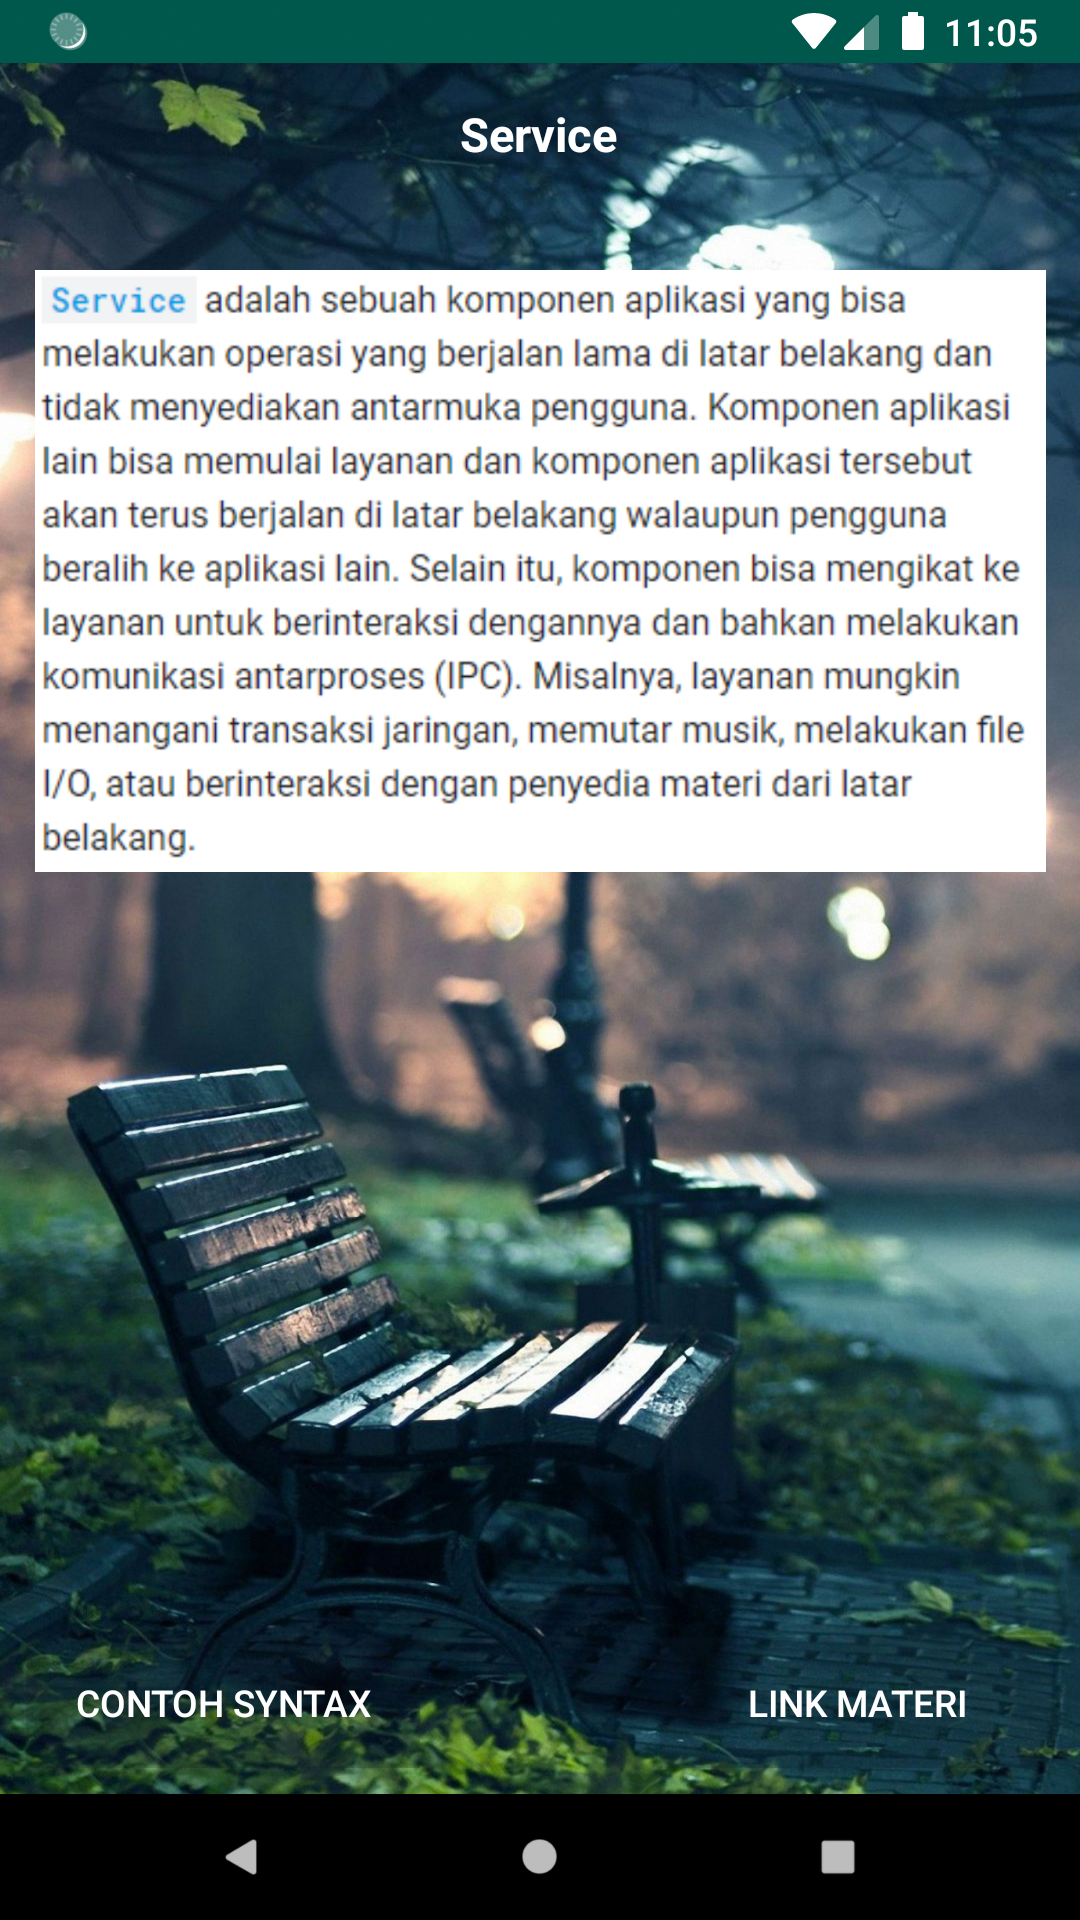 11:05
Service
Service adalah sebuah komponen aplikasi yang bisa
melakukan operasi yang berjalan lama di latar belakang dan
tidak menyediakan antarmuka pengguna. Komponen aplikasi
lain bisa memulai layanan dan komponen aplikasi tersebut
akan terus berjalan di latar belakang walaupun pengguna
beralih ke aplikasi lain. Selain itu, komponen bisa mengikat ke
layanan untuk berinteraksi dengannya dan bahkan melakukan
komunikasi antarproses (IPC). Misalnya, layanan mungkin
menangani transaksi jaringan, memutar musik, melakukan file
I/O, atau berinteraksi dengan penyedia materi dari latar
belakang.
CONTOH SYNTAX
LINK MATERI